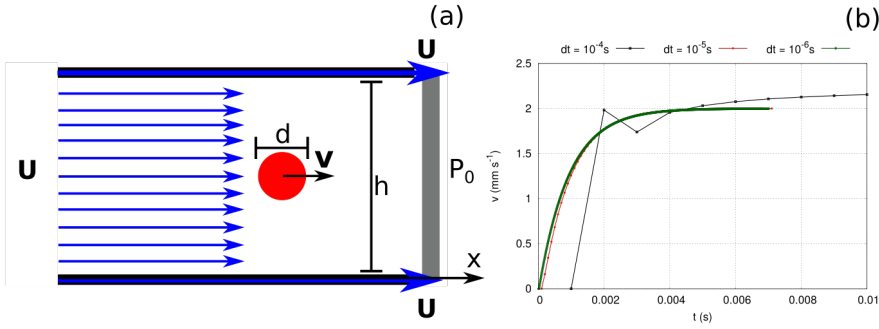 (a)
U
U
d
v
h
P0
x
U
(b)
dt = 10^-4s dt = 10^-5s dt = 10^-6s
v (mm s^-1)
2.5
2
1.5
1
0.5
0
0 0.002 0.004 0.006 0.008 0.01
t (s)